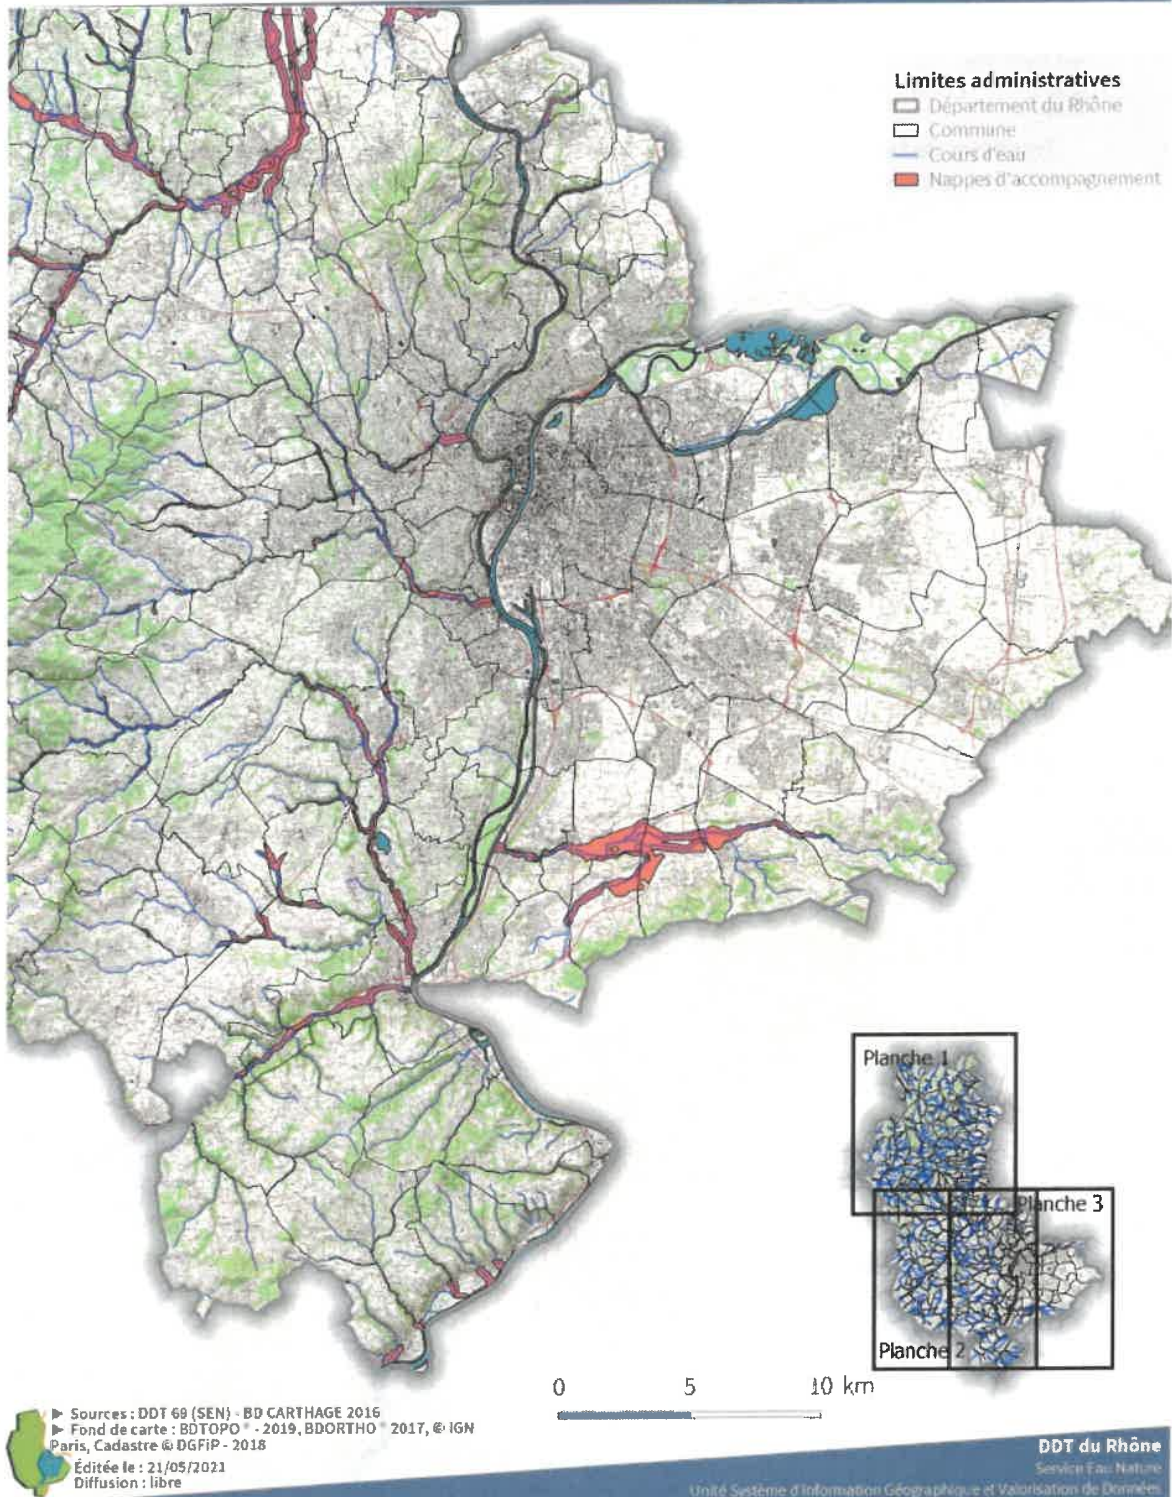 Limites administratives
Département du Rhône
Commune
Cours d'eau
Nappes d'accompagnement
Planche 1
Planche 3
Planche 2
0 5 10 km
▶ Sources : DDT 69 (SEN) - BD CARTHAGE 2016
▶ Fond de carte : BDTOPO ® - 2019, BDORTHO ® 2017, © IGN
Paris, Cadastre © DGFiP - 2018
Éditée le : 21/05/2021
Diffusion : libre
DDT du Rhône
Service Eau Nature
Unité Système d'Information Géographique et Valorisation de Données